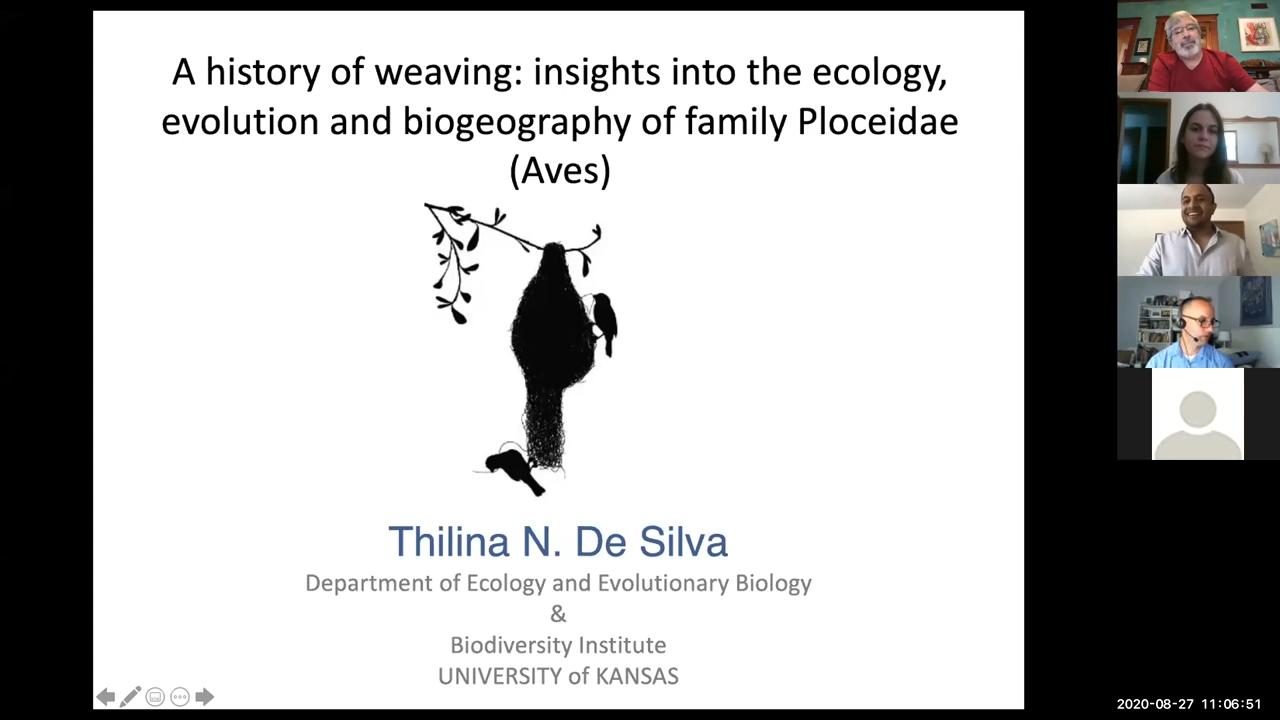 A history of weaving: insights into the ecology,
evolution and biogeography of family Ploceidae
(Aves)
Thilina N. De Silva
Department of Ecology and Evolutionary Biology
&
Biodiversity Institute
UNIVERSITY of KANSAS
2020-08-27 11:06:51